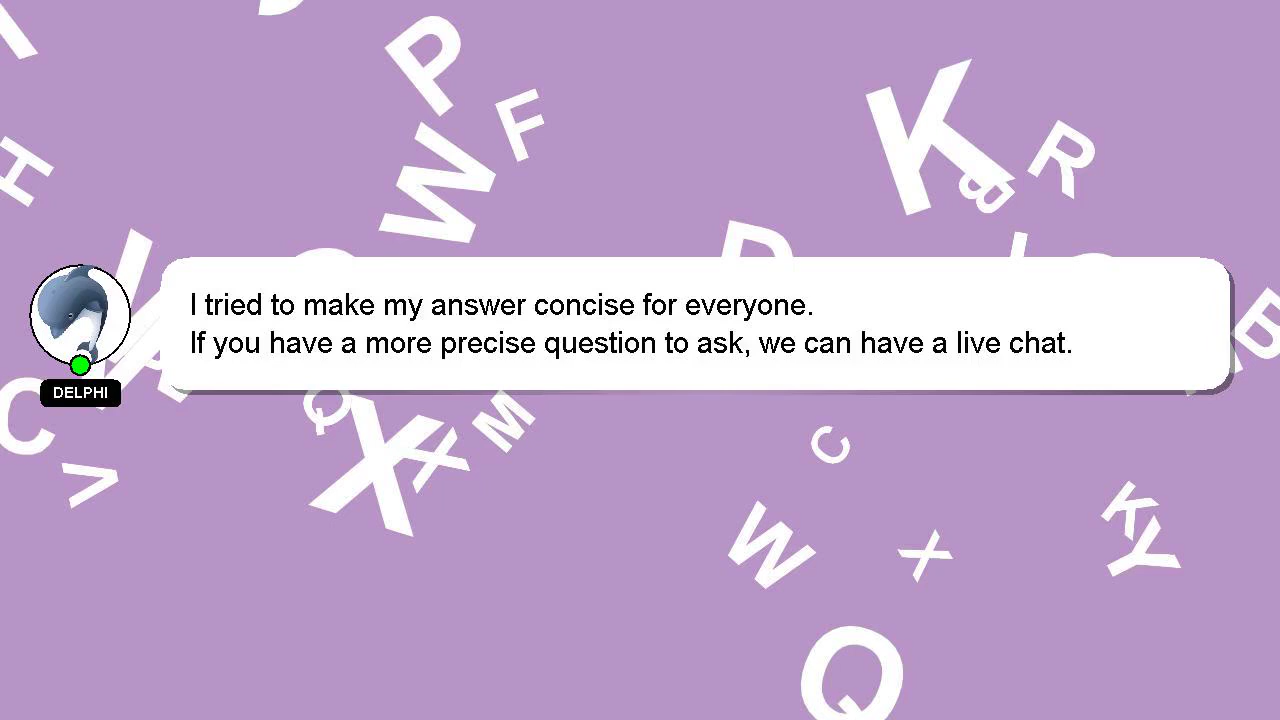 I tried to make my answer concise for everyone.
If you have a more precise question to ask, we can have a live chat.
DELPHI
P
F
W
K
R
B
H
D
B
C
V
Q
X
X
M
C
W
X
K
Y
Q